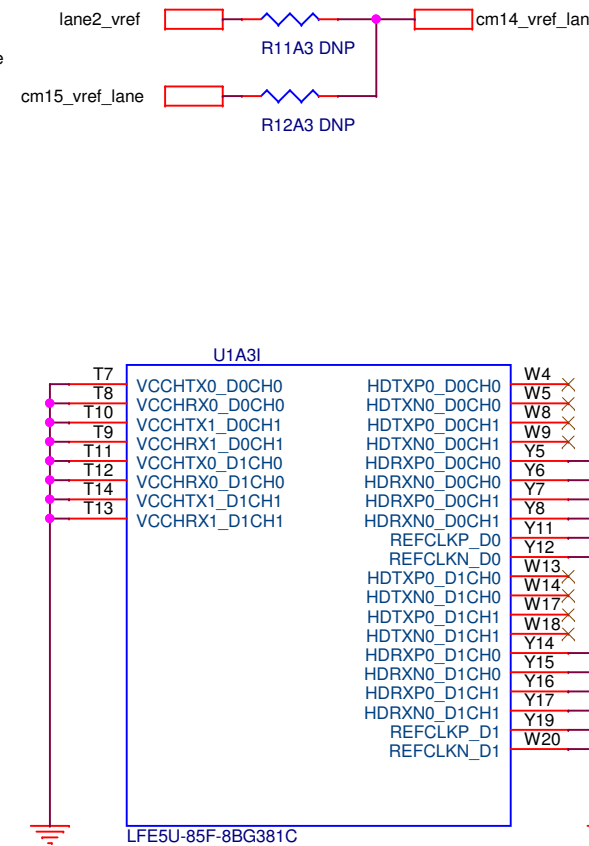 lane2_vref
cm14_vref_lan
R11A3 DNP
e
cm15_vref_lane
R12A3 DNP
U1A3I
T7 VCCHTX0_D0CH0 HDTXP0_D0CH0 W4
T8 VCCHRX0_D0CH0 HDTXN0_D0CH0 W5
T10 VCCHTX1_D0CH1 HDTXP0_D0CH1 W8
T9 VCCHRX1_D0CH1 HDTXN0_D0CH1 W9
T11 VCCHTX0_D1CH0 HDRXP0_D0CH0 Y5
T12 VCCHRX0_D1CH0 HDRXN0_D0CH0 Y6
T14 VCCHTX1_D1CH1 HDRXP0_D0CH1 Y7
T13 VCCHRX1_D1CH1 HDRXN0_D0CH1 Y8
REFCLKP_D0 Y11
REFCLKN_D0 Y12
HDTXP0_D1CH0 W13
HDTXN0_D1CH0 W14
HDTXP0_D1CH1 W17
HDTXN0_D1CH1 W18
HDRXP0_D1CH0 Y14
HDRXN0_D1CH0 Y15
HDRXP0_D1CH1 Y16
HDRXN0_D1CH1 Y17
REFCLKP_D1 Y19
REFCLKN_D1 W20
LFE5U-85F-8BG381C